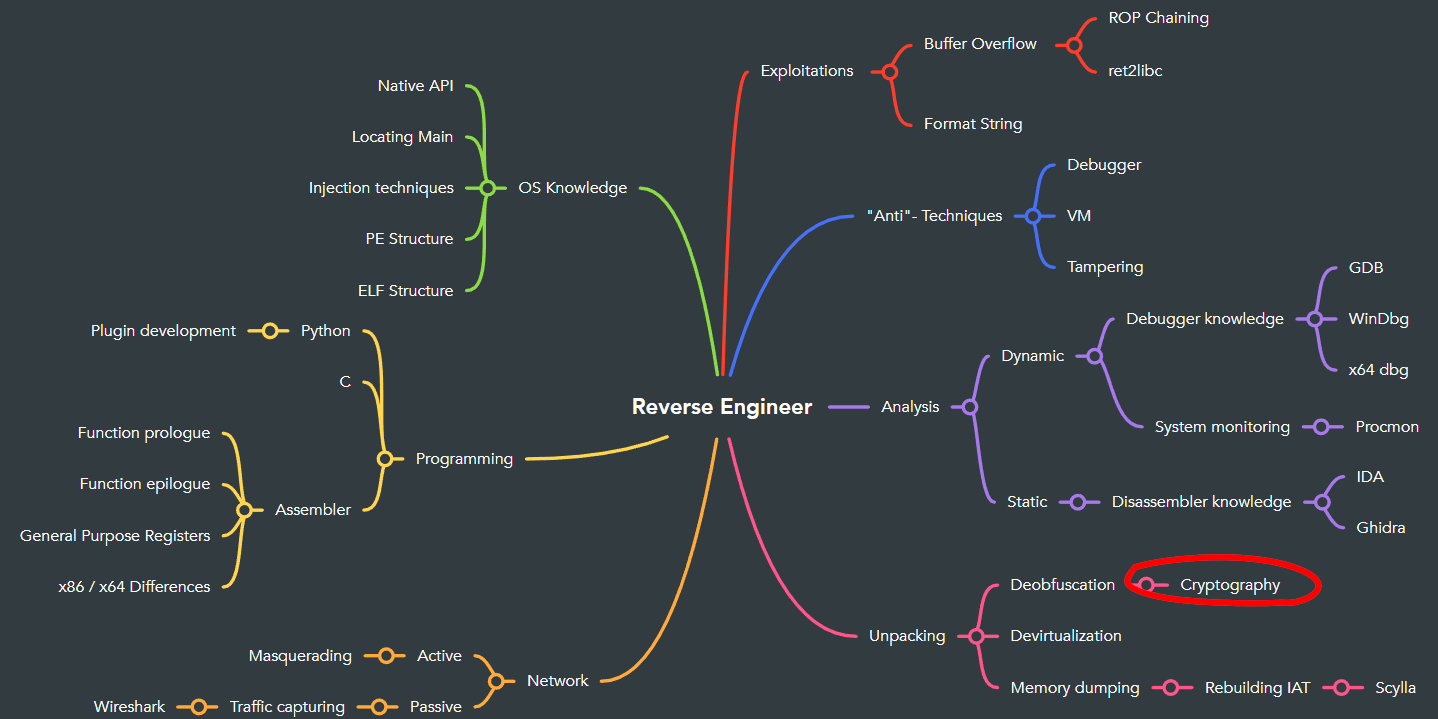 ROP Chaining
Buffer Overflow
Exploitations
ret2libc
Format String
Native API
Locating Main
Injection techniques
OS Knowledge
PE Structure
ELF Structure
Debugger
"Anti"- Techniques
VM
Tampering
GDB
Debugger knowledge
WinDbg
Dynamic
x64 dbg
Plugin development
Python
C
Reverse Engineer
Analysis
System monitoring
Procmon
Function prologue
Programming
Function epilogue
Assembler
General Purpose Registers
x86 / x64 Differences
IDA
Static
Disassembler knowledge
Ghidra
Deobfuscation
Cryptography
Unpacking
Devirtualization
Memory dumping
Rebuilding IAT
Scylla
Masquerading
Active
Network
Wireshark
Traffic capturing
Passive